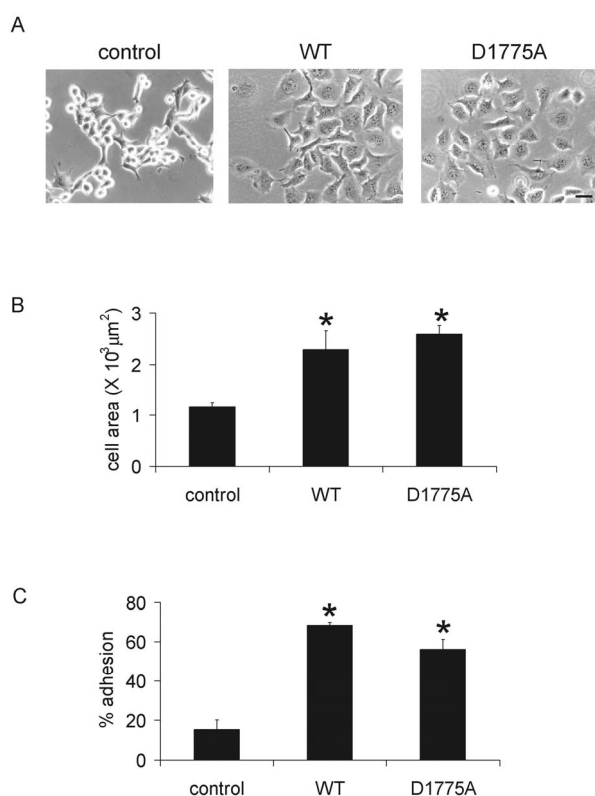 A
control WT D1775A
B
cell area (X 10³μm²)
3
2
1
0
* *
control WT D1775A
C
% adhesion
80
60
40
20
0
* *
control WT D1775A